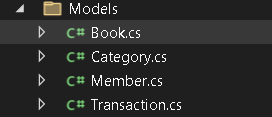 Models
C# Book.cs
C# Category.cs
C# Member.cs
C# Transaction.cs